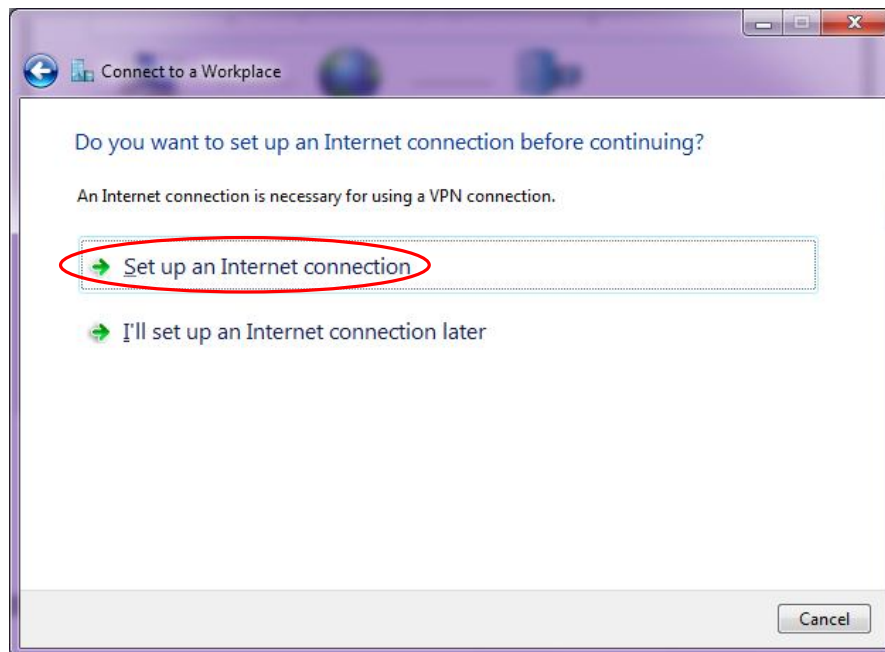 Connect to a Workplace
Do you want to set up an Internet connection before continuing?
An Internet connection is necessary for using a VPN connection.
Set up an Internet connection
I'll set up an Internet connection later
Cancel